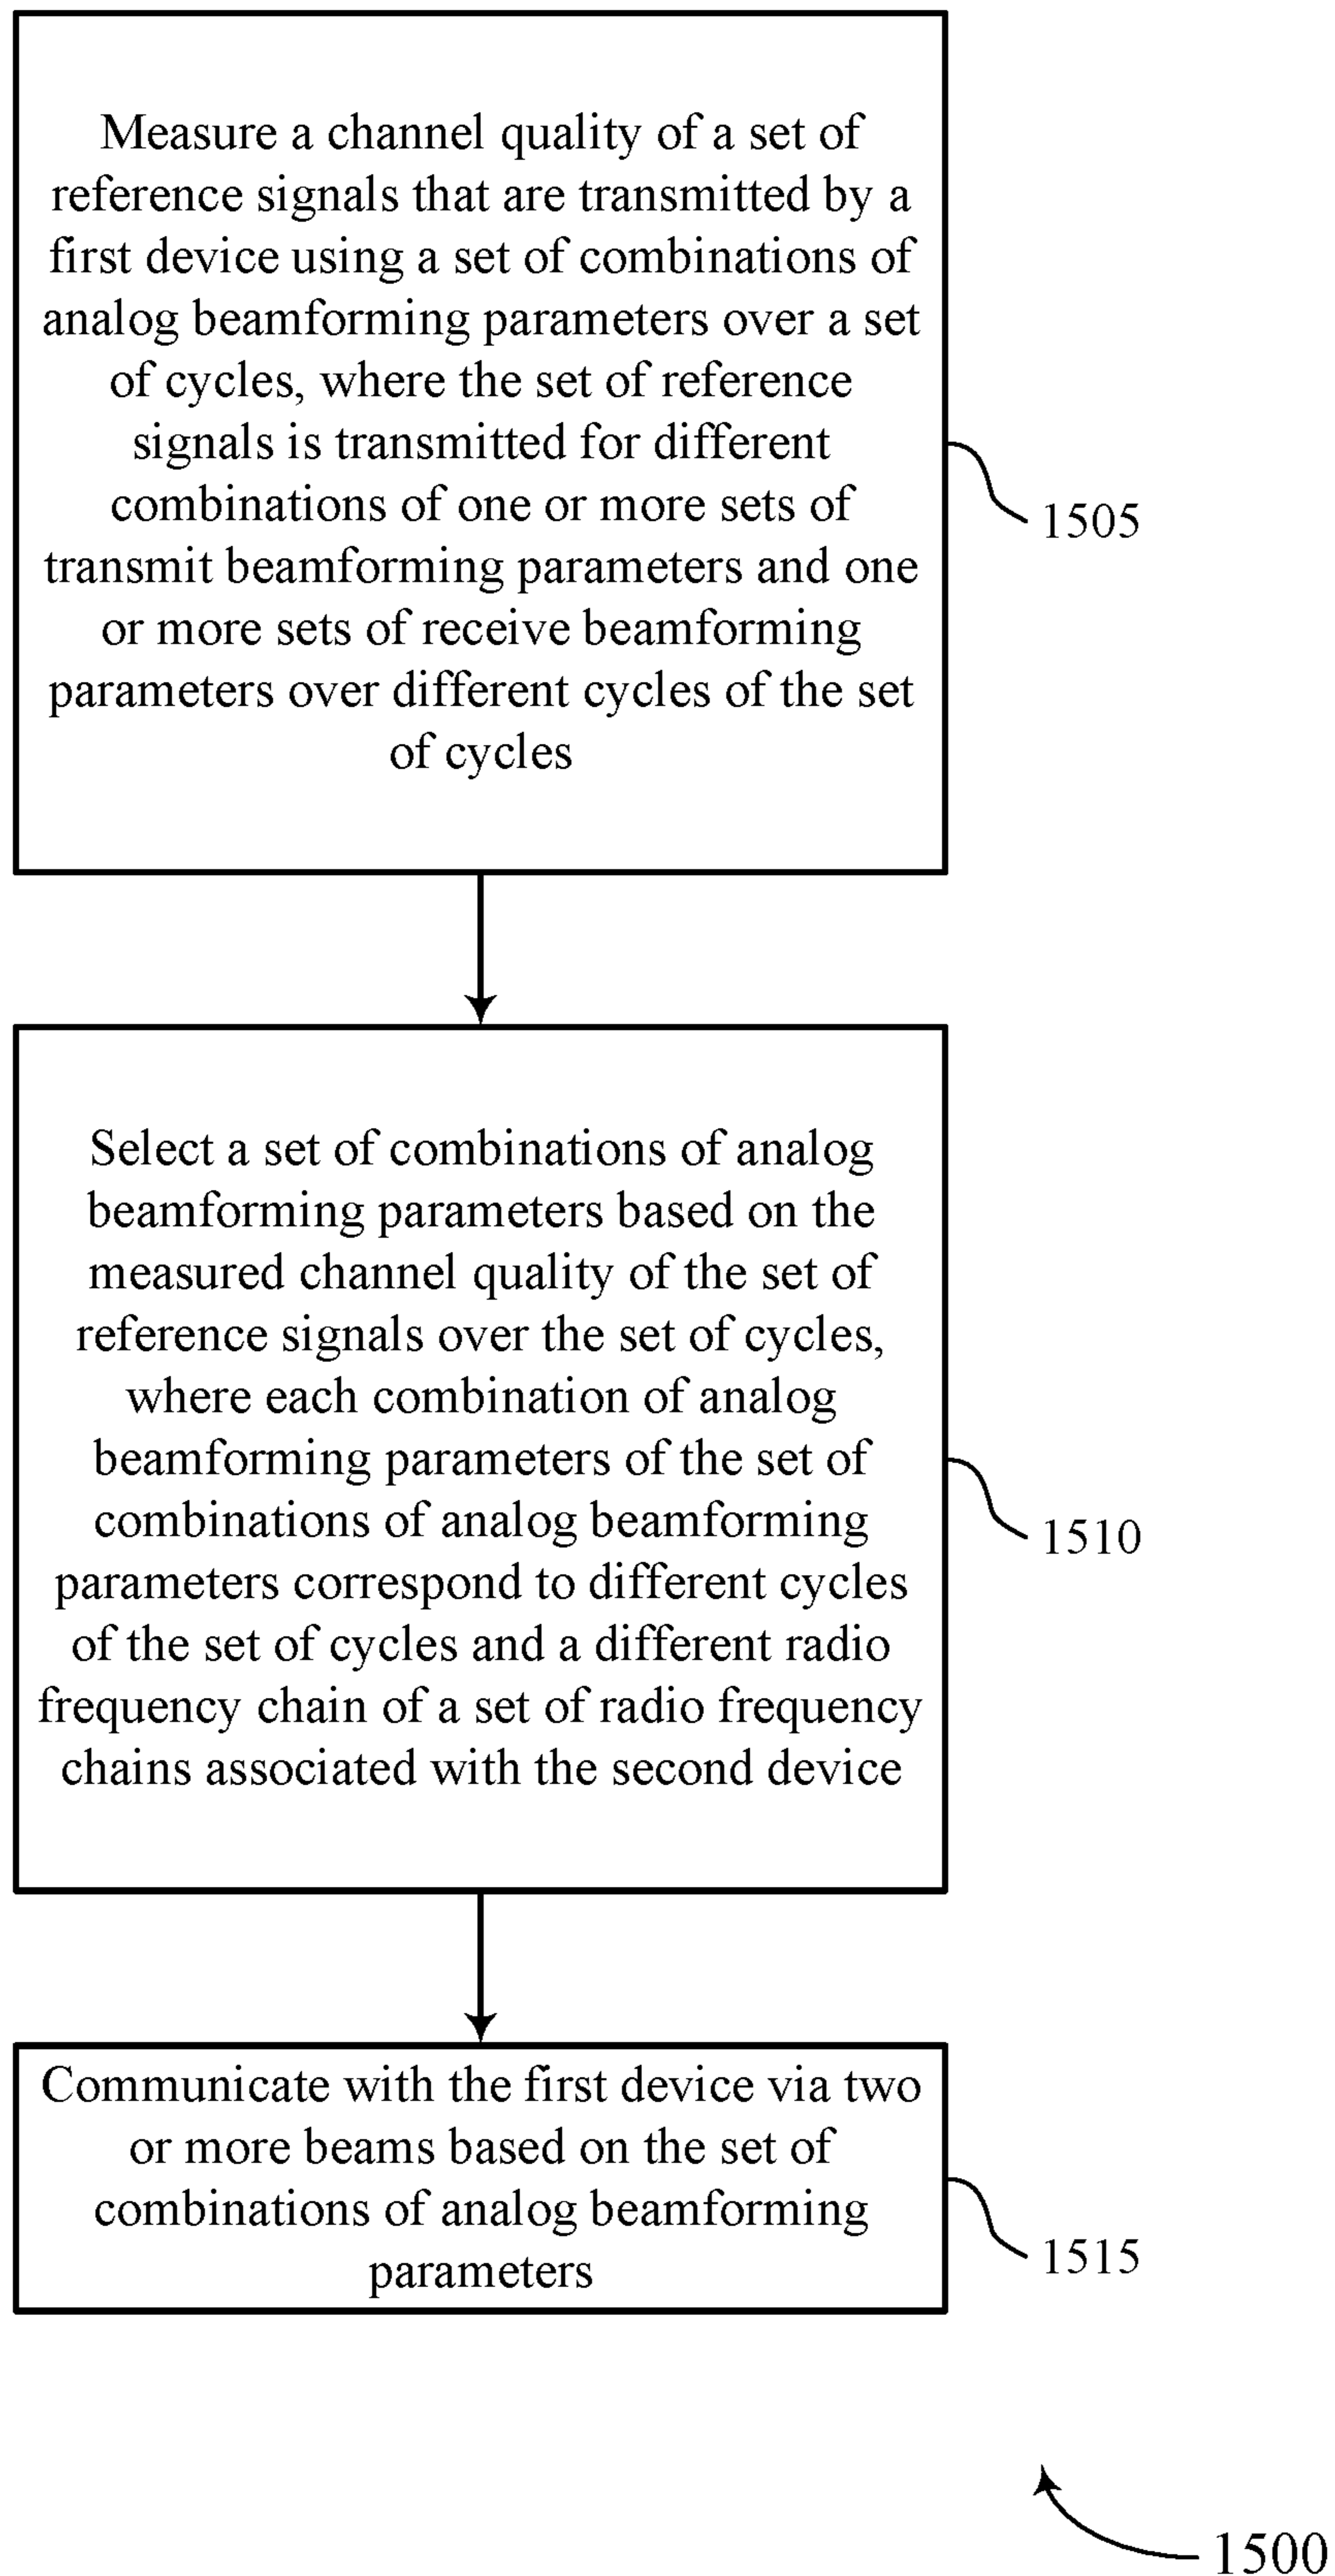 Measure a channel quality of a set of
reference signals that are transmitted by a
first device using a set of combinations of
analog beamforming parameters over a set
of cycles, where the set of reference
signals is transmitted for different
combinations of one or more sets of
transmit beamforming parameters and one
or more sets of receive beamforming
parameters over different cycles of the set
of cycles
1505
Select a set of combinations of analog
beamforming parameters based on the
measured channel quality of the set of
reference signals over the set of cycles,
where each combination of analog
beamforming parameters of the set of
combinations of analog beamforming
parameters correspond to different cycles
of the set of cycles and a different radio
frequency chain of a set of radio frequency
chains associated with the second device
1510
Communicate with the first device via two
or more beams based on the set of
combinations of analog beamforming
parameters
1515
1500